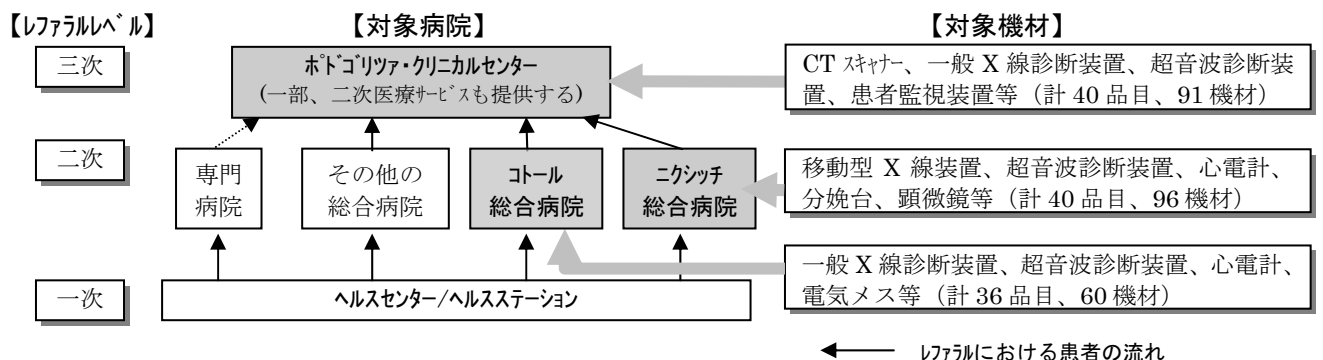 【ﾚﾌｧﾗﾙﾚﾍﾞﾙ】
【対象病院】
【対象機材】
三次
ﾎﾟﾄﾞｺﾞﾘﾂｧ・クリニカルセンター
(一部、二次医療ｻｰﾋﾞｽも提供する)
CT ｽｷｬﾅｰ、一般 X 線診断装置、超音波診断装
置、患者監視装置等（計 40 品目、91 機材）
二次
専門
病院
その他の
総合病院
ｺﾄｰﾙ
総合病院
ﾆｸｼｯﾁ
総合病院
移動型 X 線装置、超音波診断装置、心電計、
分娩台、顕微鏡等（計 40 品目、96 機材）
一般 X 線診断装置、超音波診断装置、心電計、
電気メス等（計 36 品目、60 機材）
一次
ﾍﾙｽｾﾝﾀｰ/ﾍﾙｽｽﾃｰｼｮﾝ
ﾚﾌｧﾗﾙにおける患者の流れ